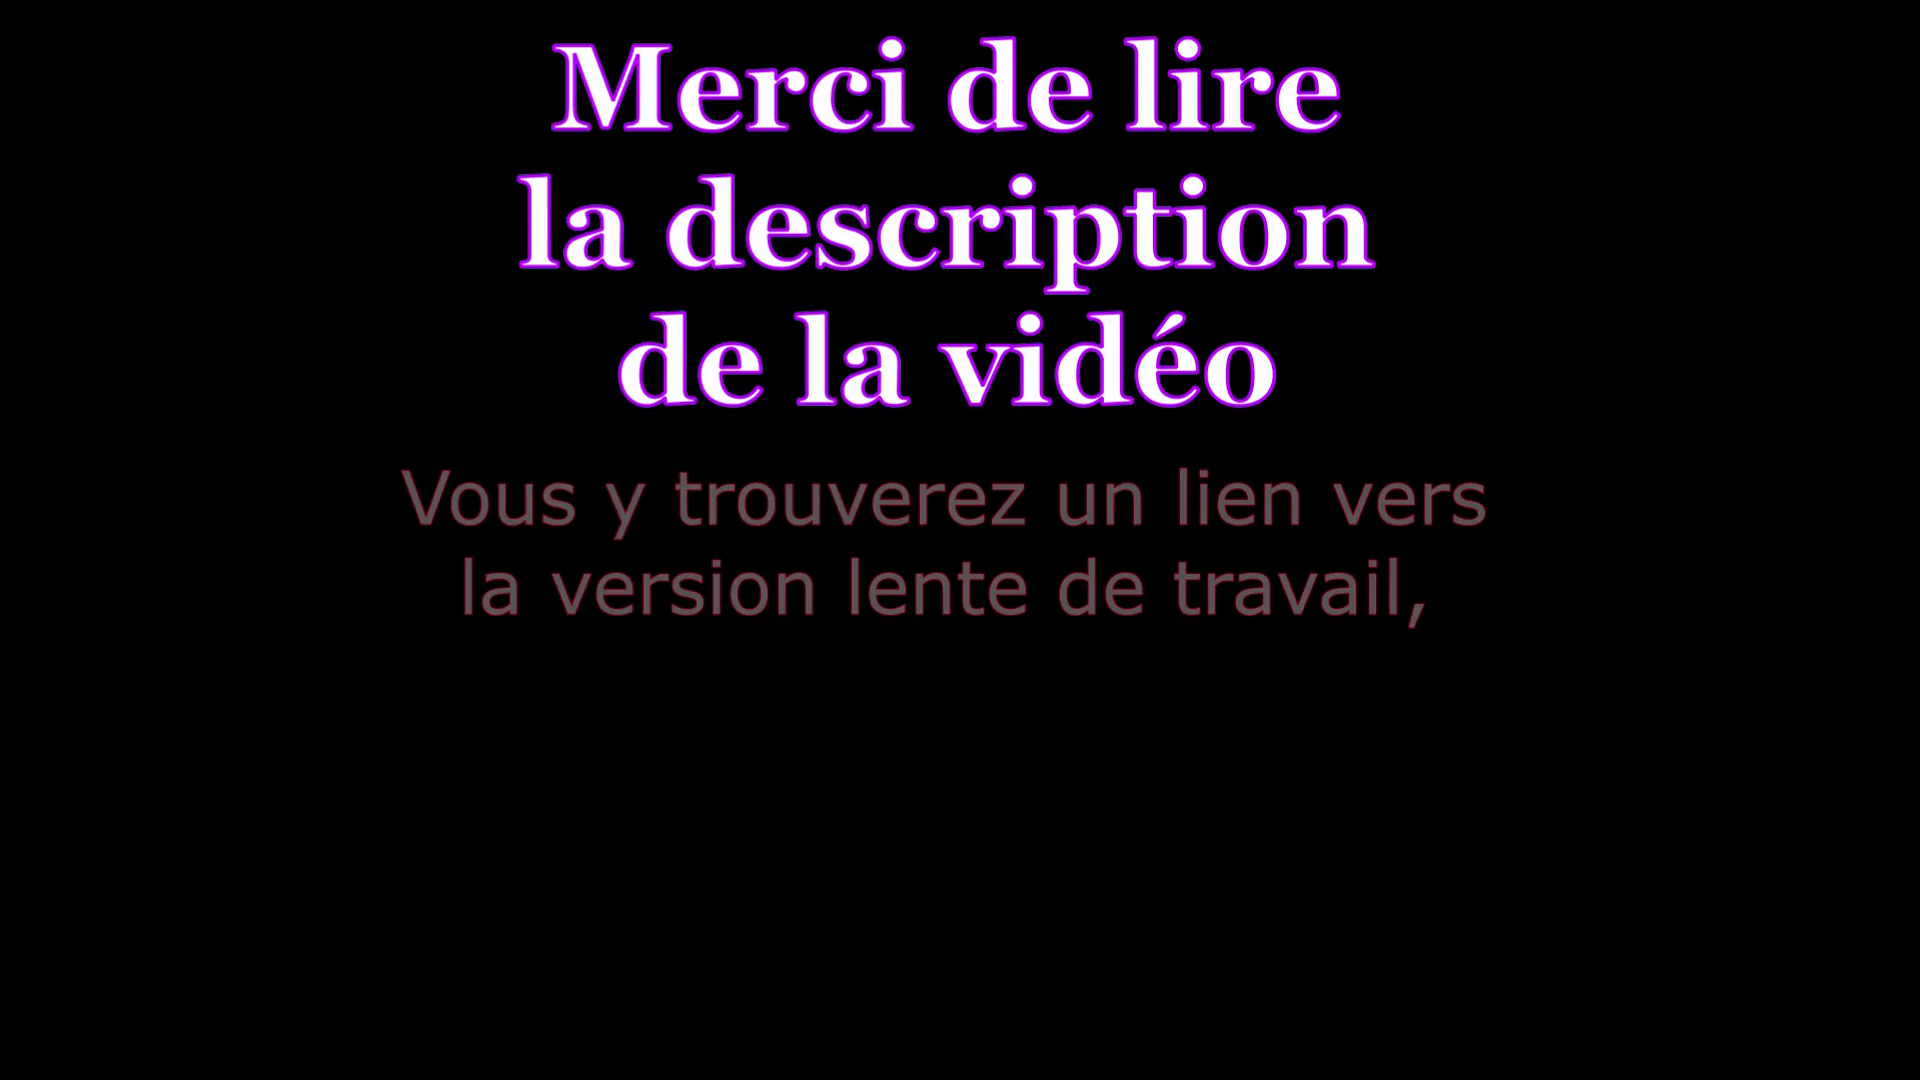 Merci de lire
la description
de la vidéo
Vous y trouverez un lien vers
la version lente de travail,